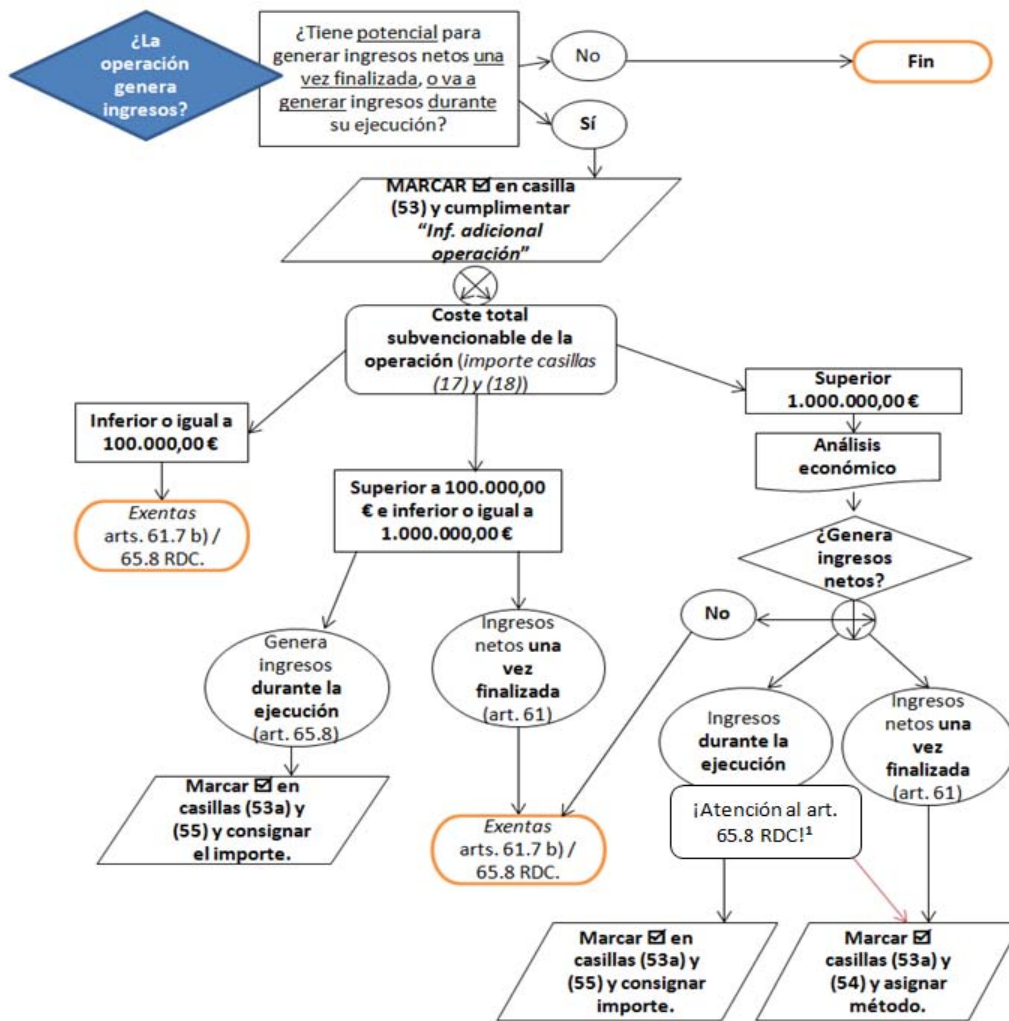 ¿La
operación
genera
ingresos?
¿Tiene potencial para
generar ingresos netos una
vez finalizada, o va a
generar ingresos durante
su ejecución?
No
Fin
Sí
MARCAR ☑ en casilla
(53) y cumplimentar
“Inf. adicional
operación”
Coste total
subvencionable de la
operación (importe casillas
(17) y (18))
Inferior o igual a
100.000,00 €
Exentas
arts. 61.7 b) /
65.8 RDC.
Superior a 100.000,00
€ e inferior o igual a
1.000.000,00 €
Superior
1.000.000,00 €
Análisis
económico
¿Genera
ingresos
netos?
No
Genera
ingresos
durante la
ejecución
(art. 65.8)
Ingresos
netos una
vez
finalizada
(art. 61)
Ingresos
durante la
ejecución
Ingresos
netos una
vez
finalizada
(art. 61)
Marcar ☑ en
casillas (53a) y
(55) y consignar
el importe.
Exentas
arts. 61.7 b) /
65.8 RDC.
¡Atención al art.
65.8 RDC!¹
Marcar ☑ en
casillas (53a) y
(55) y consignar
importe.
Marcar ☑
casillas (53a) y
(54) y asignar
método.